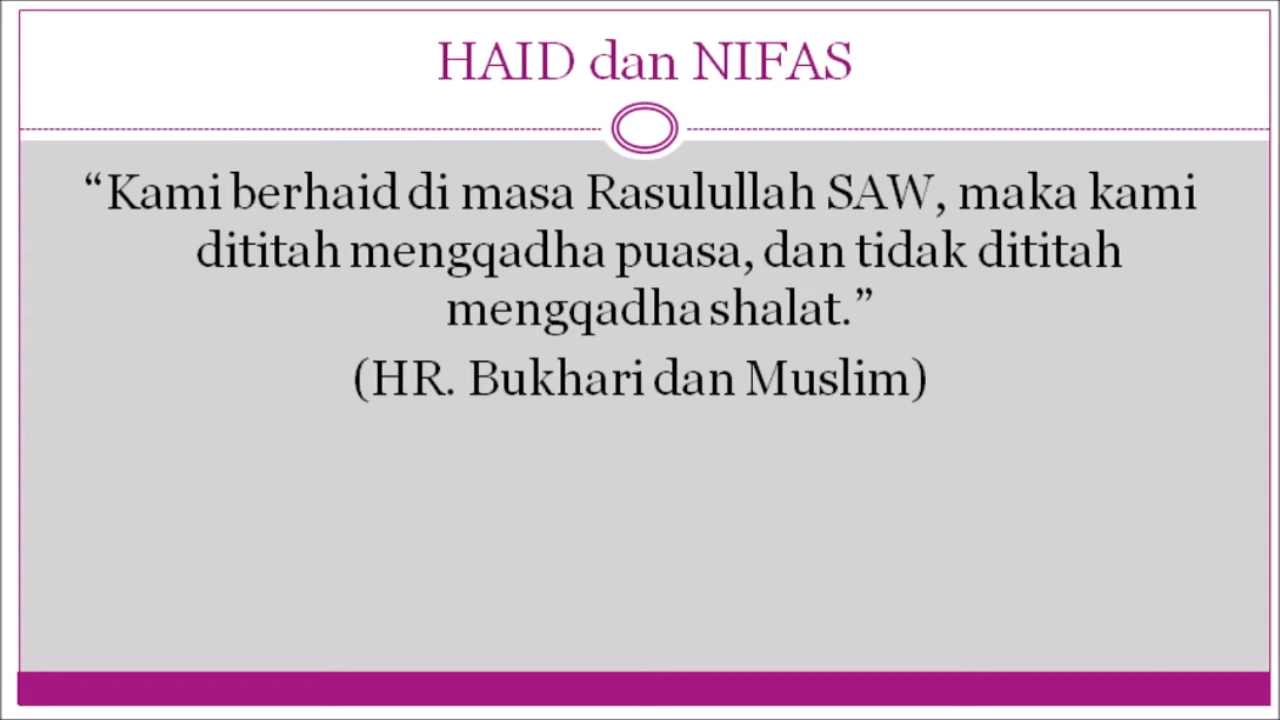 HAID dan NIFAS
“Kami berhaid di masa Rasulullah SAW, maka kami
dititah mengqadha puasa, dan tidak dititah
mengqadha shalat.”
(HR. Bukhari dan Muslim)